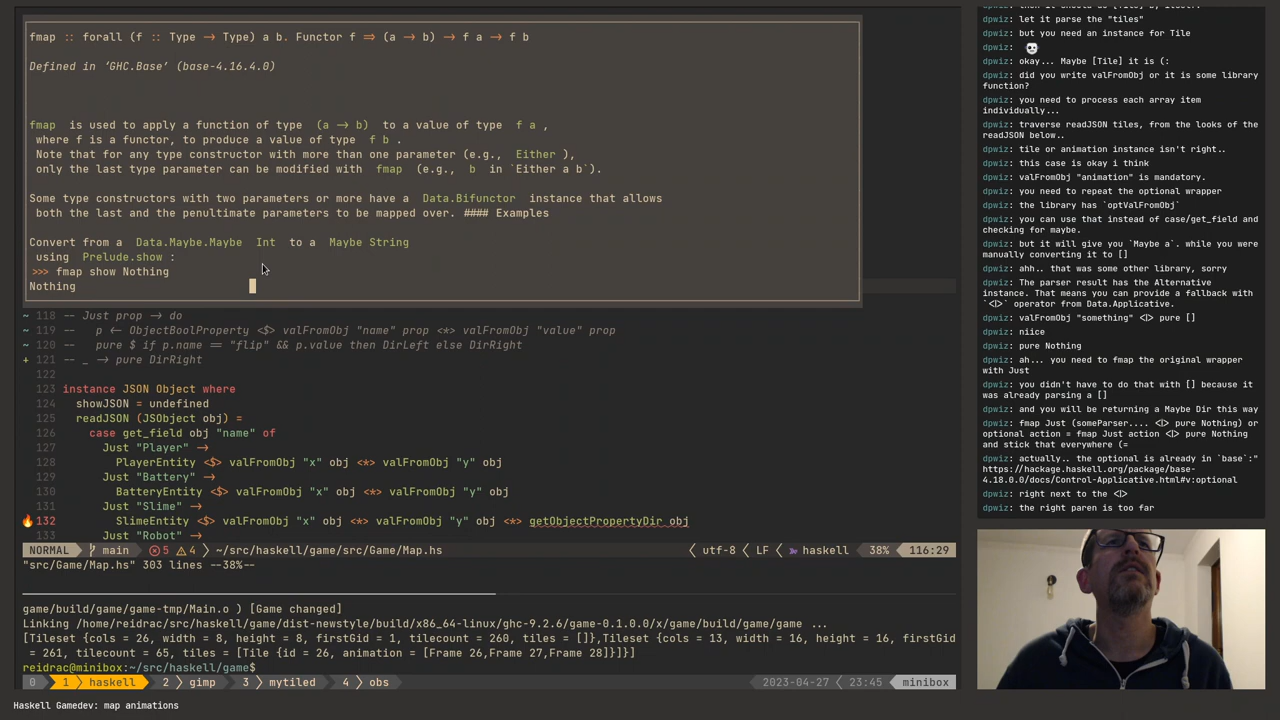 fmap :: forall (f :: Type → Type) a b. Functor f ⇒ (a → b) → f a → f b
Defined in ‘GHC.Base’ (base-4.16.4.0)
fmap  is used to apply a function of type  (a → b)  to a value of type  f a ,
where f is a functor, to produce a value of type  f b .
Note that for any type constructor with more than one parameter (e.g.,  Either ),
only the last type parameter can be modified with  fmap  (e.g.,  b  in `Either a b`).
Some type constructors with two parameters or more have a  Data.Bifunctor  instance that allows
both the last and the penultimate parameters to be mapped over. #### Examples
Convert from a  Data.Maybe.Maybe  Int  to a  Maybe String
using  Prelude.show :
>>> fmap show Nothing
Nothing
~ 118 -- Just prop → do
~ 119 --   p ← ObjectBoolProperty <$> valFromObj "name" prop <*> valFromObj "value" prop
~ 120 --   pure $ if p.name == "flip" && p.value then DirLeft else DirRight
+ 121 -- _ → pure DirRight
122
123 instance JSON Object where
124   showJSON = undefined
125   readJSON (JSObject obj) =
126     case get_field obj "name" of
127       Just "Player" →
128         PlayerEntity <$> valFromObj "x" obj <*> valFromObj "y" obj
129       Just "Battery" →
130         BatteryEntity <$> valFromObj "x" obj <*> valFromObj "y" obj
131       Just "Slime" →
🔥132         SlimeEntity <$> valFromObj "x" obj <*> valFromObj "y" obj <*> getObjectPropertyDir obj
133       Just "Robot" →
NORMAL main 5 4 ~/src/haskell/game/src/Game/Map.hs utf-8 LF haskell 38% 116:29
"src/Game/Map.hs" 303 lines --38%--
game/build/game/game-tmp/Main.o ) [Game changed]
Linking /home/reidrac/src/haskell/game/dist-newstyle/build/x86_64-linux/ghc-9.2.6/game-0.1.0.0/x/game/build/game/game ...
[Tileset {cols = 26, width = 8, height = 8, firstGid = 1, tilecount = 260, tiles = []},Tileset {cols = 13, width = 16, height = 16, firstGid
= 261, tilecount = 65, tiles = [Tile {id = 26, animation = [Frame 26,Frame 27,Frame 28]}]}]
reidrac@minibox:~/src/haskell/game$
0 1 haskell 2 gimp 3 mytiled 4 obs 2023-04-27 23:45 minibox
Haskell Gamedev: map animations
dpwiz: let it parse the "tiles"
dpwiz: but you need an instance for Tile
dpwiz: 💀
dpwiz: okay... Maybe [Tile] it is (:
dpwiz: did you write valFromObj or it is some library
function?
dpwiz: you need to process each array item
individually...
dpwiz: traverse readJSON tiles, from the looks of the
readJSON below..
dpwiz: tile or animation instance isn't right..
dpwiz: this case is okay i think
dpwiz: valFromObj "animation" is mandatory.
dpwiz: you need to repeat the optional wrapper
dpwiz: the library has `optValFromObj`
dpwiz: you can use that instead of case/get_field and
checking for maybe.
dpwiz: but it will give you `Maybe a`. while you were
manually converting it to []
dpwiz: ahh.. that was some other library, sorry
dpwiz: The parser result has the Alternative
instance. That means you can provide a fallback with
`<|>` operator from Data.Applicative.
dpwiz: valFromObj "something" <|> pure []
dpwiz: niice
dpwiz: pure Nothing
dpwiz: ah... you need to fmap the original wrapper
with Just
dpwiz: you didn't have to do that with [] because it
was already parsing a []
dpwiz: and you will be returning a Maybe Dir this way
dpwiz: fmap Just (someParser.... <|> pure Nothing) or
optional action = fmap Just action <|> pure Nothing
and stick that everywhere (=
dpwiz: actually.. the optional is already in `base`:"
https://hackage.haskell.org/package/base-
4.18.0.0/docs/Control-Applicative.html#v:optional
dpwiz: right next to the <|>
dpwiz: the right paren is too far